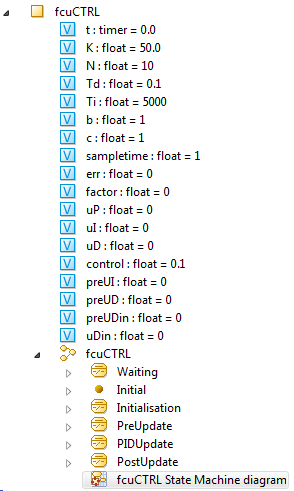 fcuCTRL
V t : timer = 0.0
V K : float = 50.0
V N : float = 10
V Td : float = 0.1
V Ti : float = 5000
V b : float = 1
V c : float = 1
V sampletime : float = 1
V err : float = 0
V factor : float = 0
V uP : float = 0
V uI : float = 0
V uD : float = 0
V control : float = 0.1
V preUI : float = 0
V preUD : float = 0
V preUDin : float = 0
V uDin : float = 0
fcuCTRL
Waiting
Initial
Initialisation
PreUpdate
PIDUpdate
PostUpdate
fcuCTRL State Machine diagram